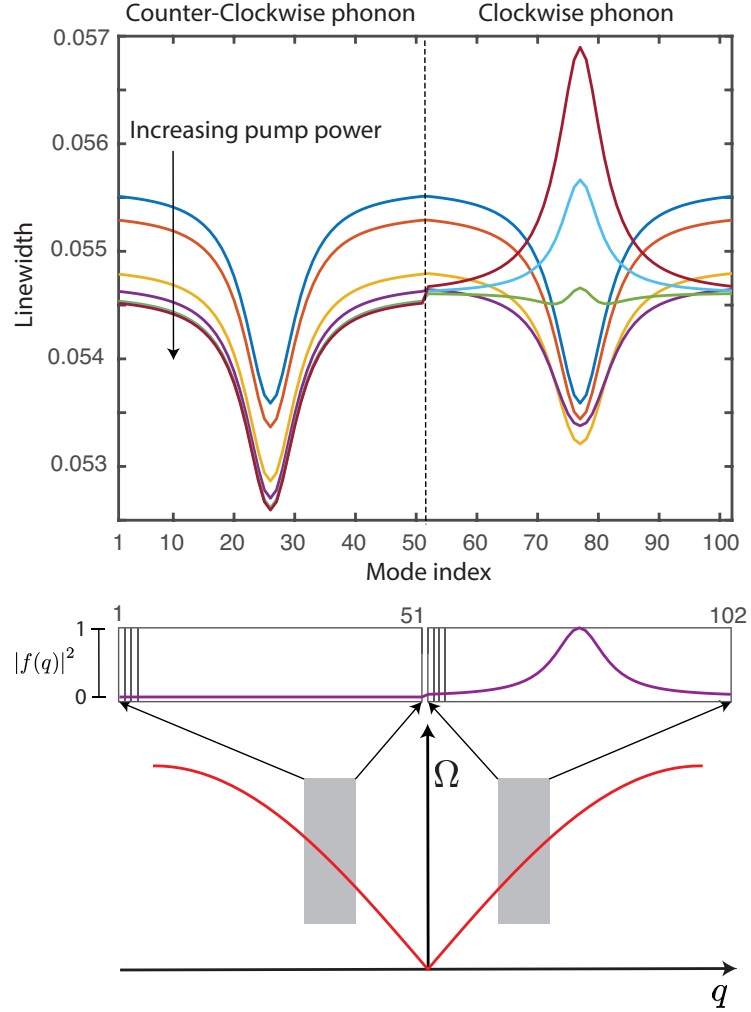 Counter-Clockwise phonon Clockwise phonon
0.057
Increasing pump power
0.056
0.055
0.054
0.053
Linewidth
1 10 20 30 40 50 60 70 80 90 100
Mode index
1 51 102
1
|f(q)|²
0
Ω
q